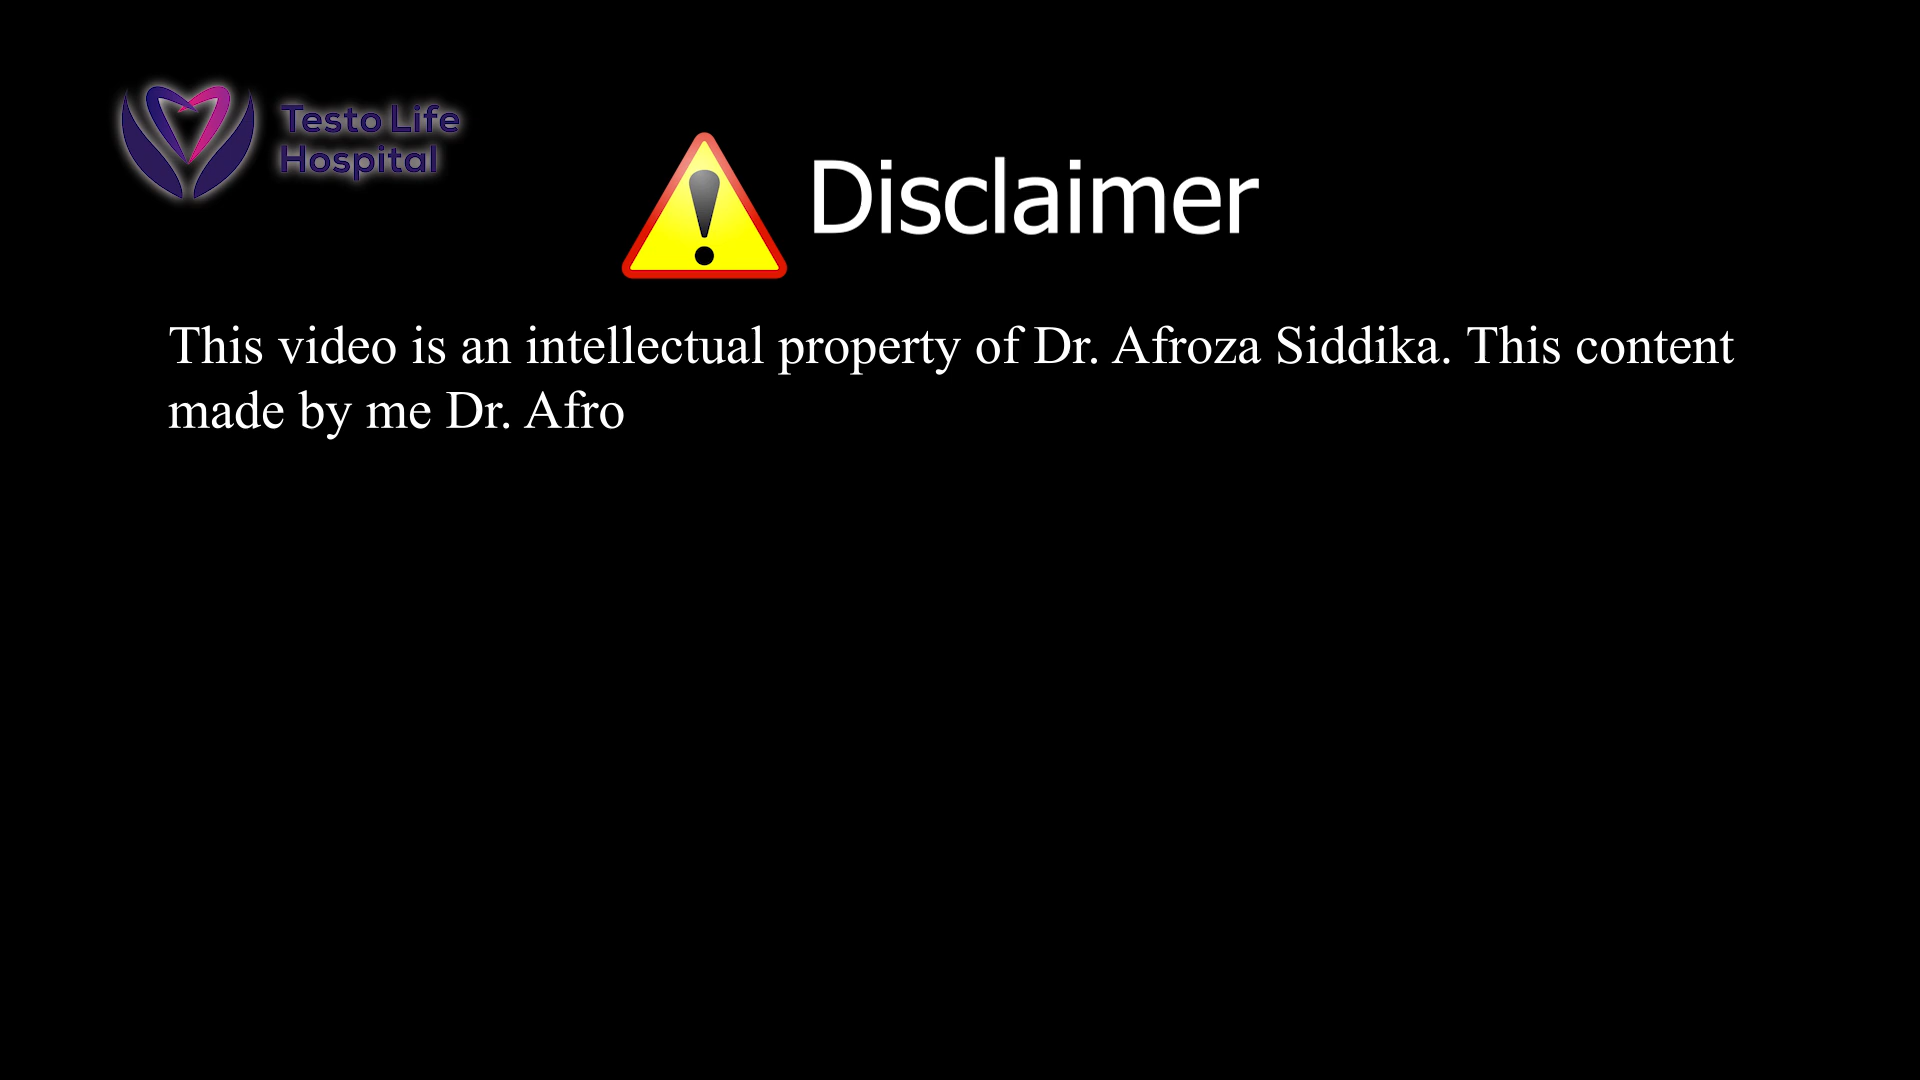 Testo Life
Hospital
Disclaimer
This video is an intellectual property of Dr. Afroza Siddika. This content
made by me Dr. Afro